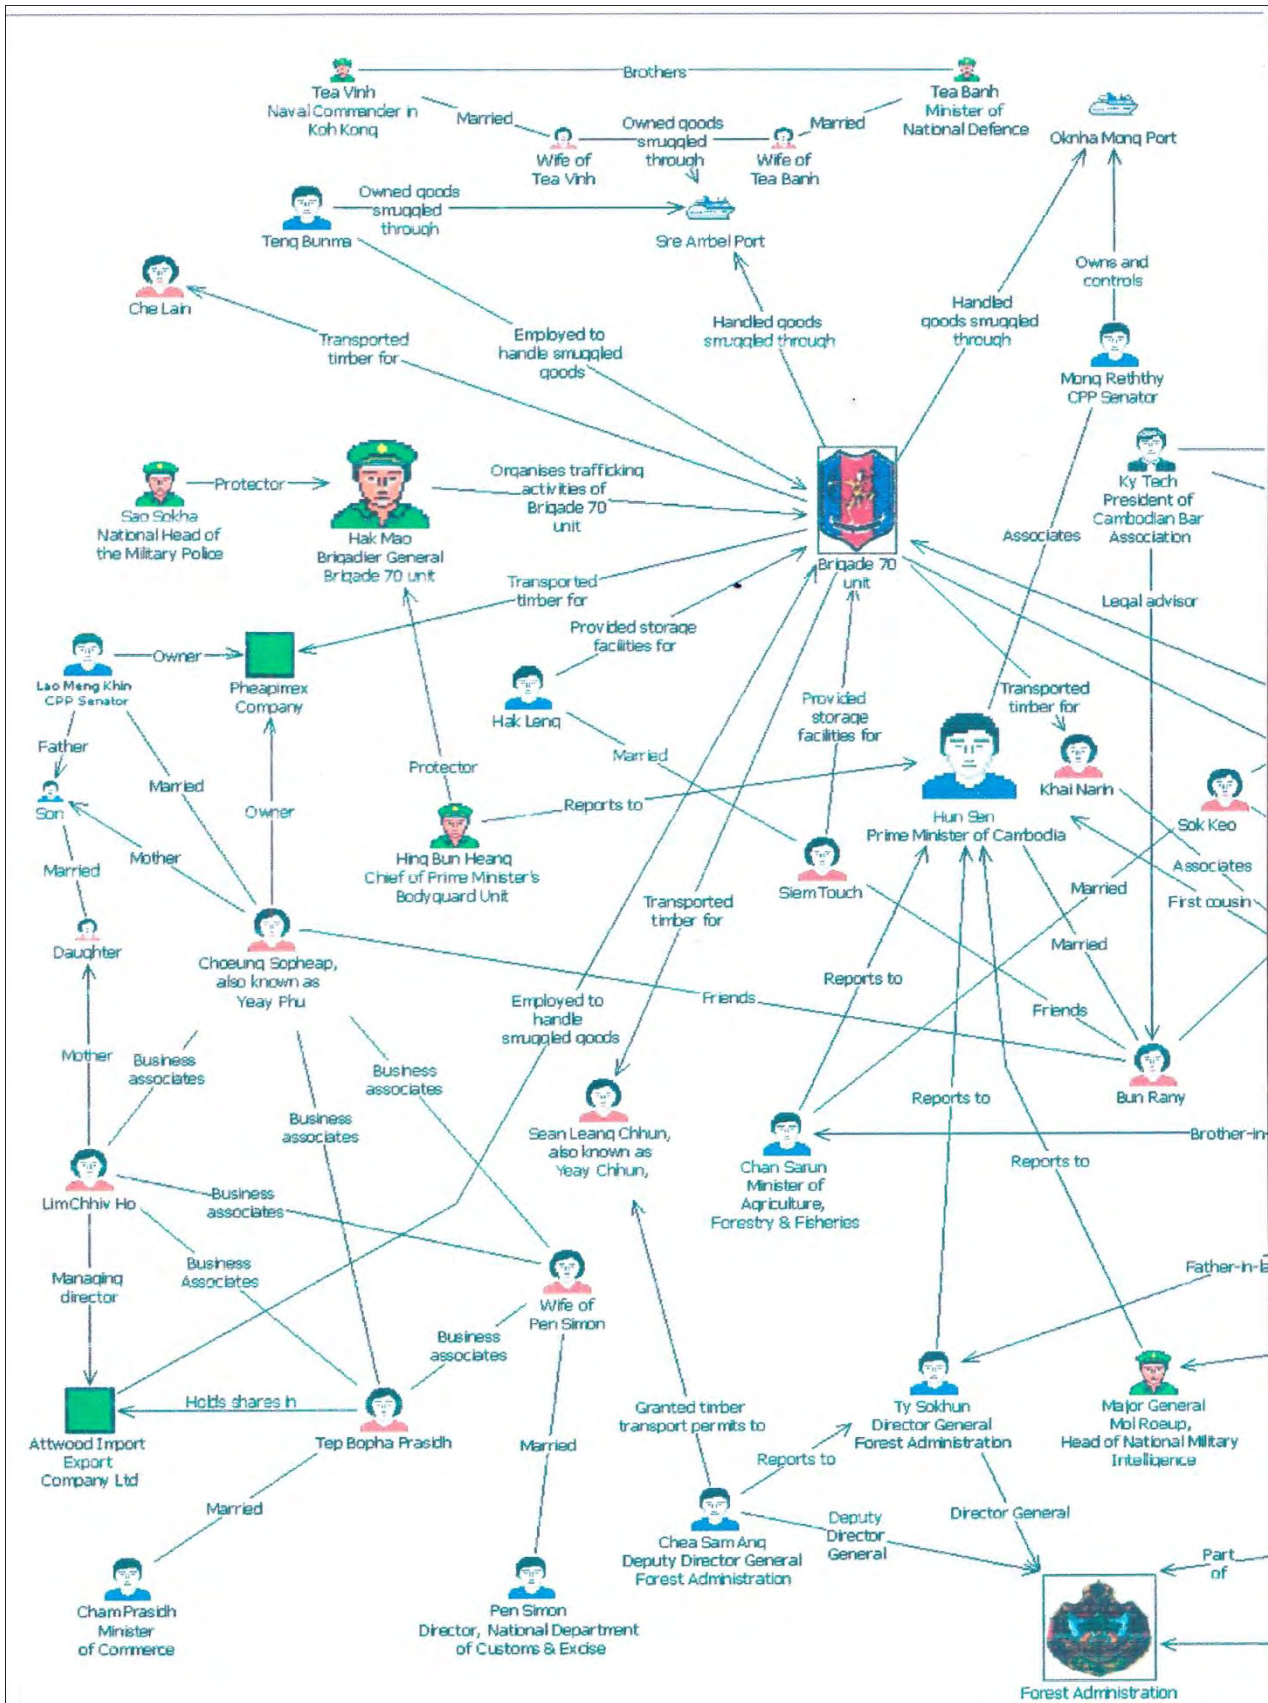 Brothers
Tea Vinh
Naval Commander in
Koh Kong
Tea Banh
Minister of
National Defence
Married
Owned goods
smuggled
through
Married
Wife of
Tea Vinh
Wife of
Tea Banh
Oknha Mong Port
Owned goods
smuggled
through
Teng Bunma
Sre Ambel Port
Che Lain
Owns and
controls
Transported
timber for
Employed to
handle smuggled
goods
Handled goods
smuggled through
Handled
goods smuggled
through
Mong Reththy
CPP Senator
Protector
Organises trafficking
activities of
Brigade 70
unit
Sao Sokha
National Head of
the Military Police
Hak Mao
Brigadier General
Brigade 70 unit
Ky Tech
President of
Cambodian Bar
Association
Associates
Brigade 70
unit
Transported
timber for
Legal advisor
Provided storage
facilities for
Owner
Lao Meng Khin
CPP Senator
Pheapimex
Company
Hak Leng
Provided
storage
facilities for
Transported
timber for
Father
Married
Married
Protector
Khai Narin
Son
Owner
Reports to
Hun Sen
Prime Minister of Cambodia
Sok Keo
Mother
Married
Hing Bun Heang
Chief of Prime Minister's
Bodyguard Unit
Siem Touch
Associates
Married
First cousin
Transported
timber for
Daughter
Choeung Sopheap,
also known as
Yeay Phu
Married
Reports to
Friends
Employed to
handle
smuggled goods
Friends
Mother
Business
associates
Business
associates
Bun Rany
Business
associates
Reports to
Sean Leang Chhun,
also known as
Yeay Chhun,
Brother-in-
Chan Sarun
Minister of
Agriculture,
Forestry & Fisheries
Reports to
Lim Chhiv Ho
Business
associates
Managing
director
Business
Associates
Father-in-la
Wife of
Pen Simon
Business
associates
Holds shares in
Granted timber
transport permits to
Ty Sokhun
Director General
Forest Administration
Major General
Mol Roeup,
Head of National Military
Intelligence
Attwood Import
Export
Company Ltd
Tep Bopha Prasidh
Married
Reports to
Married
Deputy
Director
General
Director General
Chea Sam Ang
Deputy Director General
Forest Administration
Part
of
Cham Prasidh
Minister
of Commerce
Pen Simon
Director, National Department
of Customs & Excise
Forest Administration